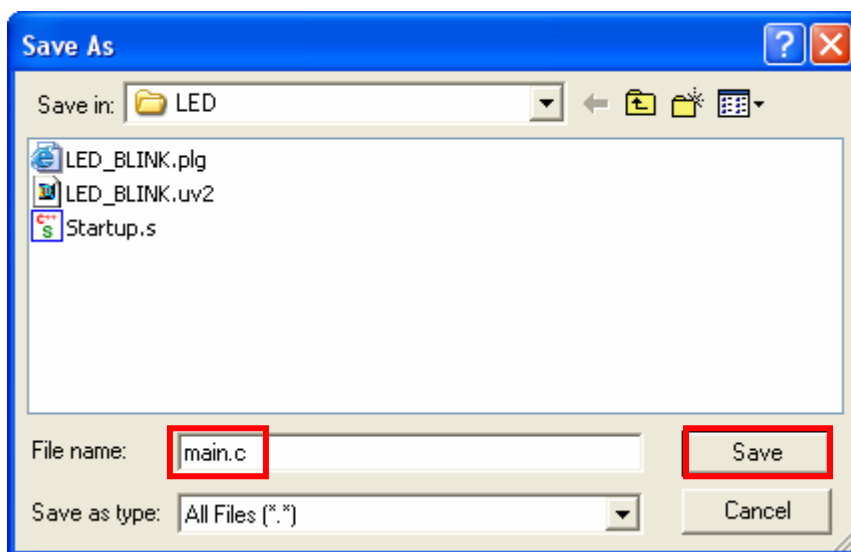 Save As
Save in: LED
LED_BLINK.plg
LED_BLINK.uv2
Startup.s
File name: main.c Save
Save as type: All Files (*.*) Cancel